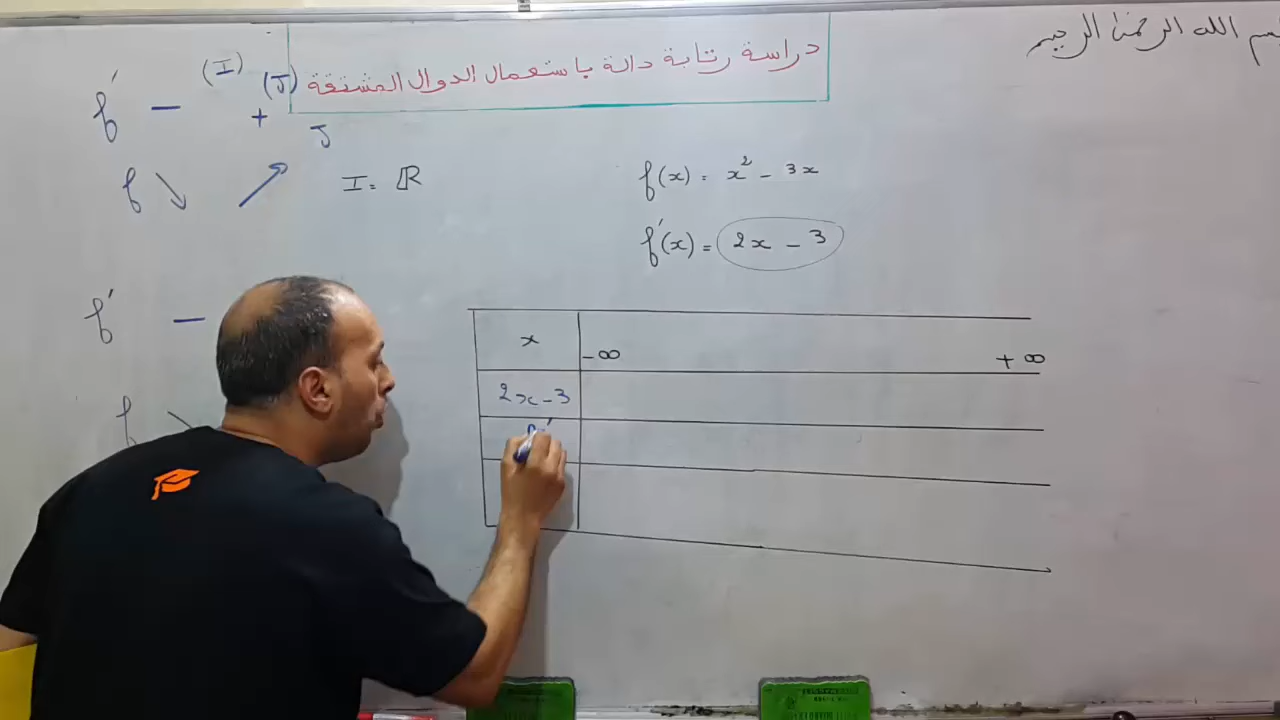 بسم الله الرحمن الرحيم
دراسة رتابة دالة باستعمال الدوال المشتقة
f' − (I) + (J)
J
f ↘ ↗
I = ℝ
f(x) = x² - 3x
f'(x) = 2x - 3
f' −
f ↘
x -∞ +∞
2x-3